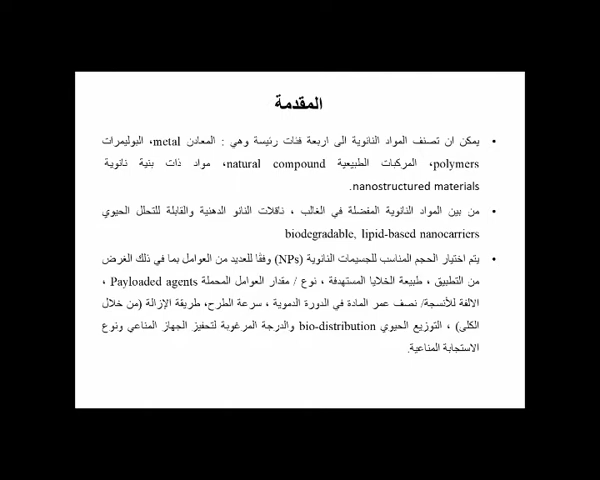 المقدمة
• يمكن ان تصنف المواد النانوية الى اربعة فئات رئيسة وهي : المعادن metal، البوليمرات
polymers، المركبات الطبيعية natural compound، مواد ذات بنية نانوية
nanostructured materials.
• من بين المواد النانوية المفضلة في الغالب ، ناقلات النانو الدهنية والقابلة للتحلل الحيوي
biodegradable, lipid-based nanocarriers
• يتم اختيار الحجم المناسب للجسيمات النانوية (NPs) وفقًا للعديد من العوامل بما في ذلك الغرض
من التطبيق ، طبيعة الخلايا المستهدفة ، نوع / مقدار العوامل المحملة Payloaded agents ،
الالفة للأنسجة/ نصف عمر المادة في الدورة الدموية ، سرعة الطرح، طريقة الإزالة (من خلال
الكلى) ، التوزيع الحيوي bio-distribution والدرجة المرغوبة لتحفيز الجهاز المناعي ونوع
الاستجابة المناعية.